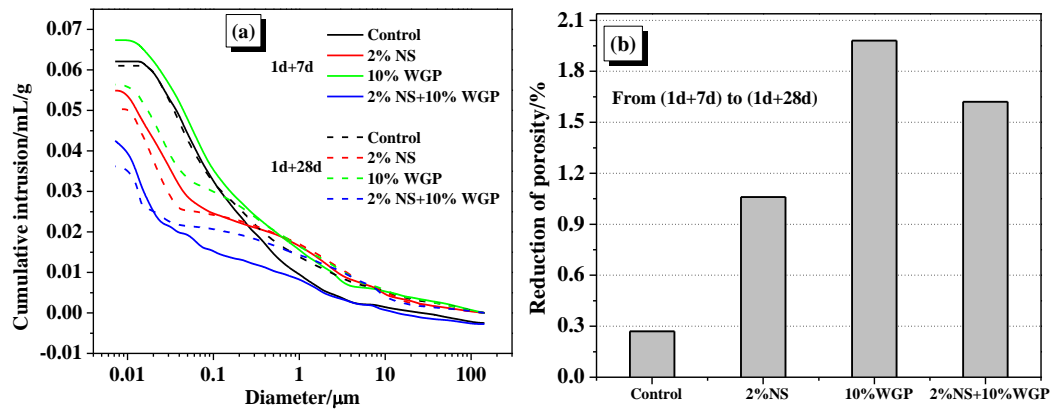 (a)
Cumulative intrusion/mL/g
0.07
0.06
0.05
0.04
0.03
0.02
0.01
0.00
-0.01
0.01
0.1
1
10
100
Diameter/μm
1d+7d
Control
2% NS
10% WGP
2% NS+10% WGP
1d+28d
Control
2% NS
10% WGP
2% NS+10% WGP
(b)
Reduction of porosity/%
2.1
1.8
1.5
1.2
0.9
0.6
0.3
0.0
From (1d+7d) to (1d+28d)
Control
2%NS
10%WGP
2%NS+10%WGP